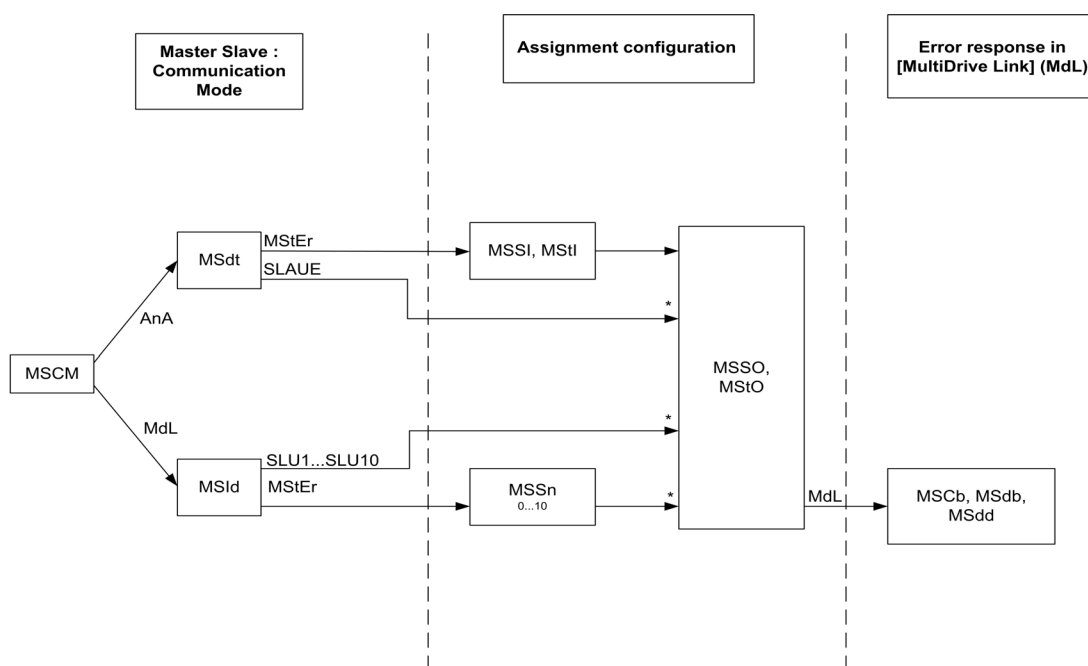 Master Slave :
Communication
Mode
Assignment configuration
Error response in
[MultiDrive Link] (MdL)
MSCM
AnA
MdL
MSdt
MStEr
SLAUE
MSId
SLU1...SLU10
MStEr
MSSI, MStI
*
*
MSSn
0...10
*
MSSO,
MStO
MdL
MSCb, MSdb,
MSdd